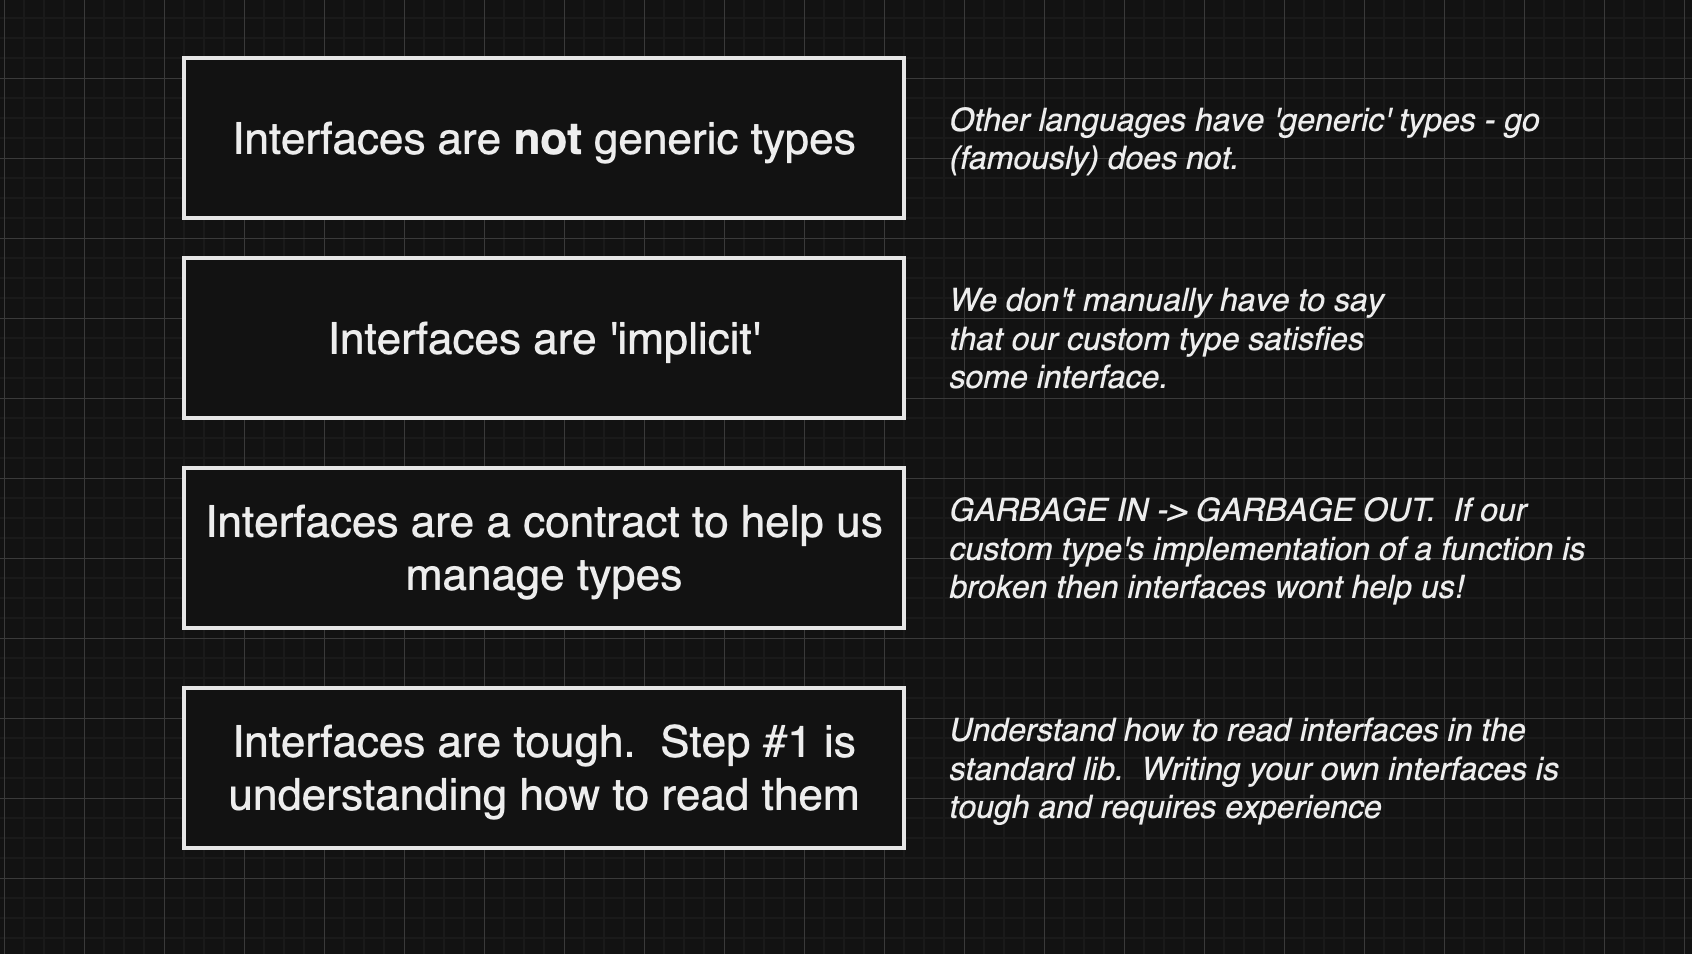 Interfaces are not generic types
Other languages have 'generic' types - go
(famously) does not.
Interfaces are 'implicit'
We don't manually have to say
that our custom type satisfies
some interface.
Interfaces are a contract to help us
manage types
GARBAGE IN -> GARBAGE OUT.  If our
custom type's implementation of a function is
broken then interfaces wont help us!
Interfaces are tough.  Step #1 is
understanding how to read them
Understand how to read interfaces in the
standard lib.  Writing your own interfaces is
tough and requires experience